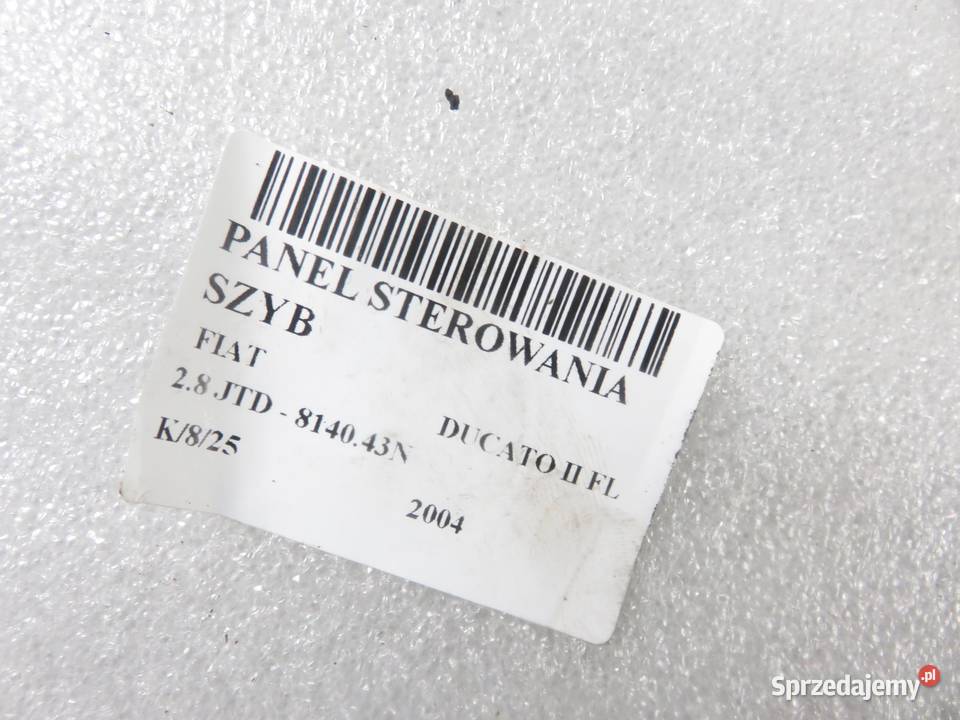 PANEL STEROWANIA
SZYB
FIAT DUCATO II FL
2.8 JTD - 8140.43N
K/8/25 2004
Sprzedajemy.pl